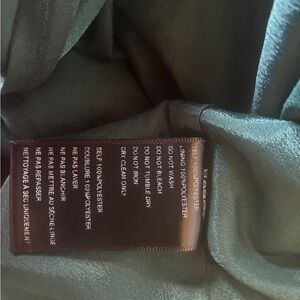 SELF 100%POLYESTER
LINING 100%POLYESTER
DO NOT WASH
DO NOT BLEACH
DO NOT TUMBLE DRY
DO NOT IRON
DRY CLEAN ONLY
SELF 100%POLYESTER
DOUBLURE 100%POLYESTER
NE PAS LAVER
NE PAS BLANCHIR
NE PAS METTRE AU SÈCHE-LINGE
NE PAS REPASSER
NETTOYAGE À SEC UNIQUEMENT